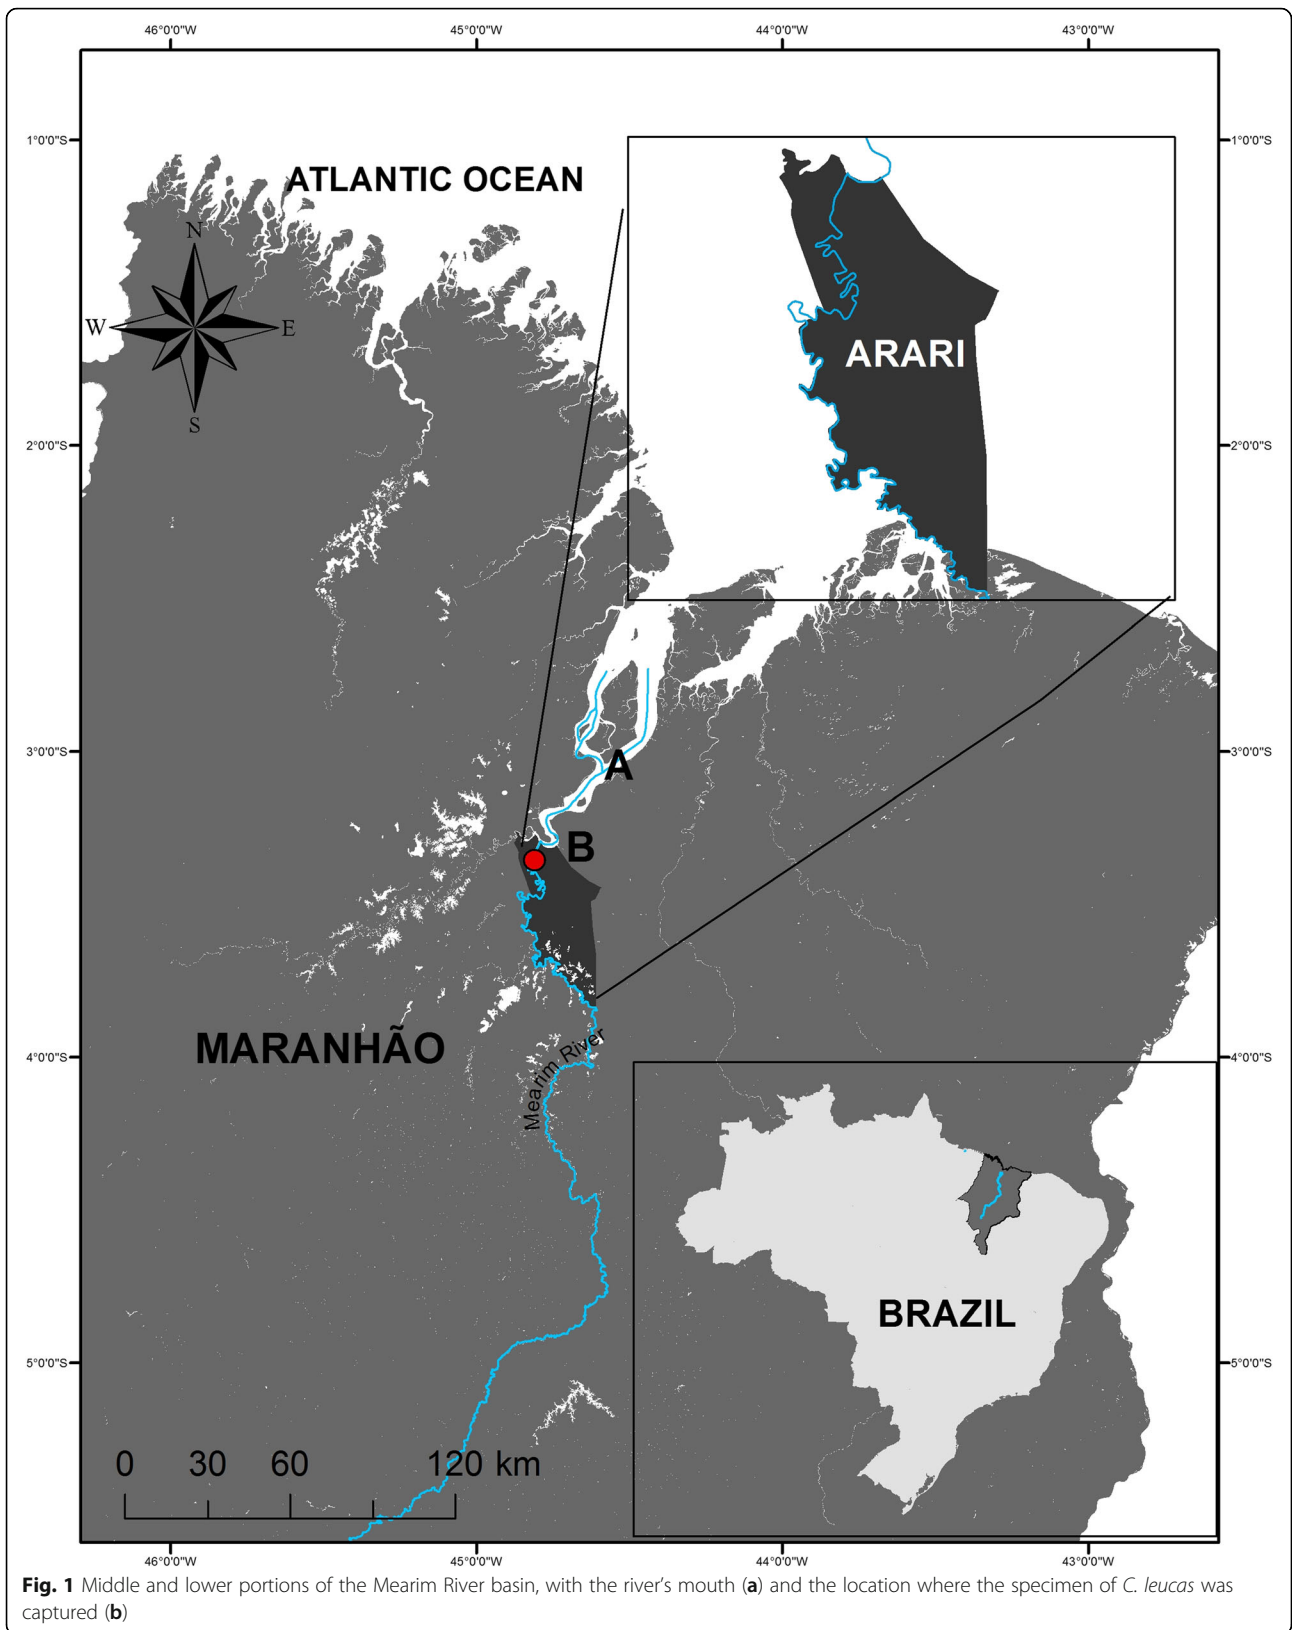 46°0'0"W 45°0'0"W 44°0'0"W 43°0'0"W
1°0'0"S 1°0'0"S
ATLANTIC OCEAN
N
W E
S
ARARI
2°0'0"S 2°0'0"S
3°0'0"S 3°0'0"S
A
B
MARANHÃO
Mearim River
4°0'0"S 4°0'0"S
BRAZIL
5°0'0"S 5°0'0"S
0 30 60 120 km
46°0'0"W 45°0'0"W 44°0'0"W 43°0'0"W
Fig. 1 Middle and lower portions of the Mearim River basin, with the river's mouth (a) and the location where the specimen of C. leucas was
captured (b)